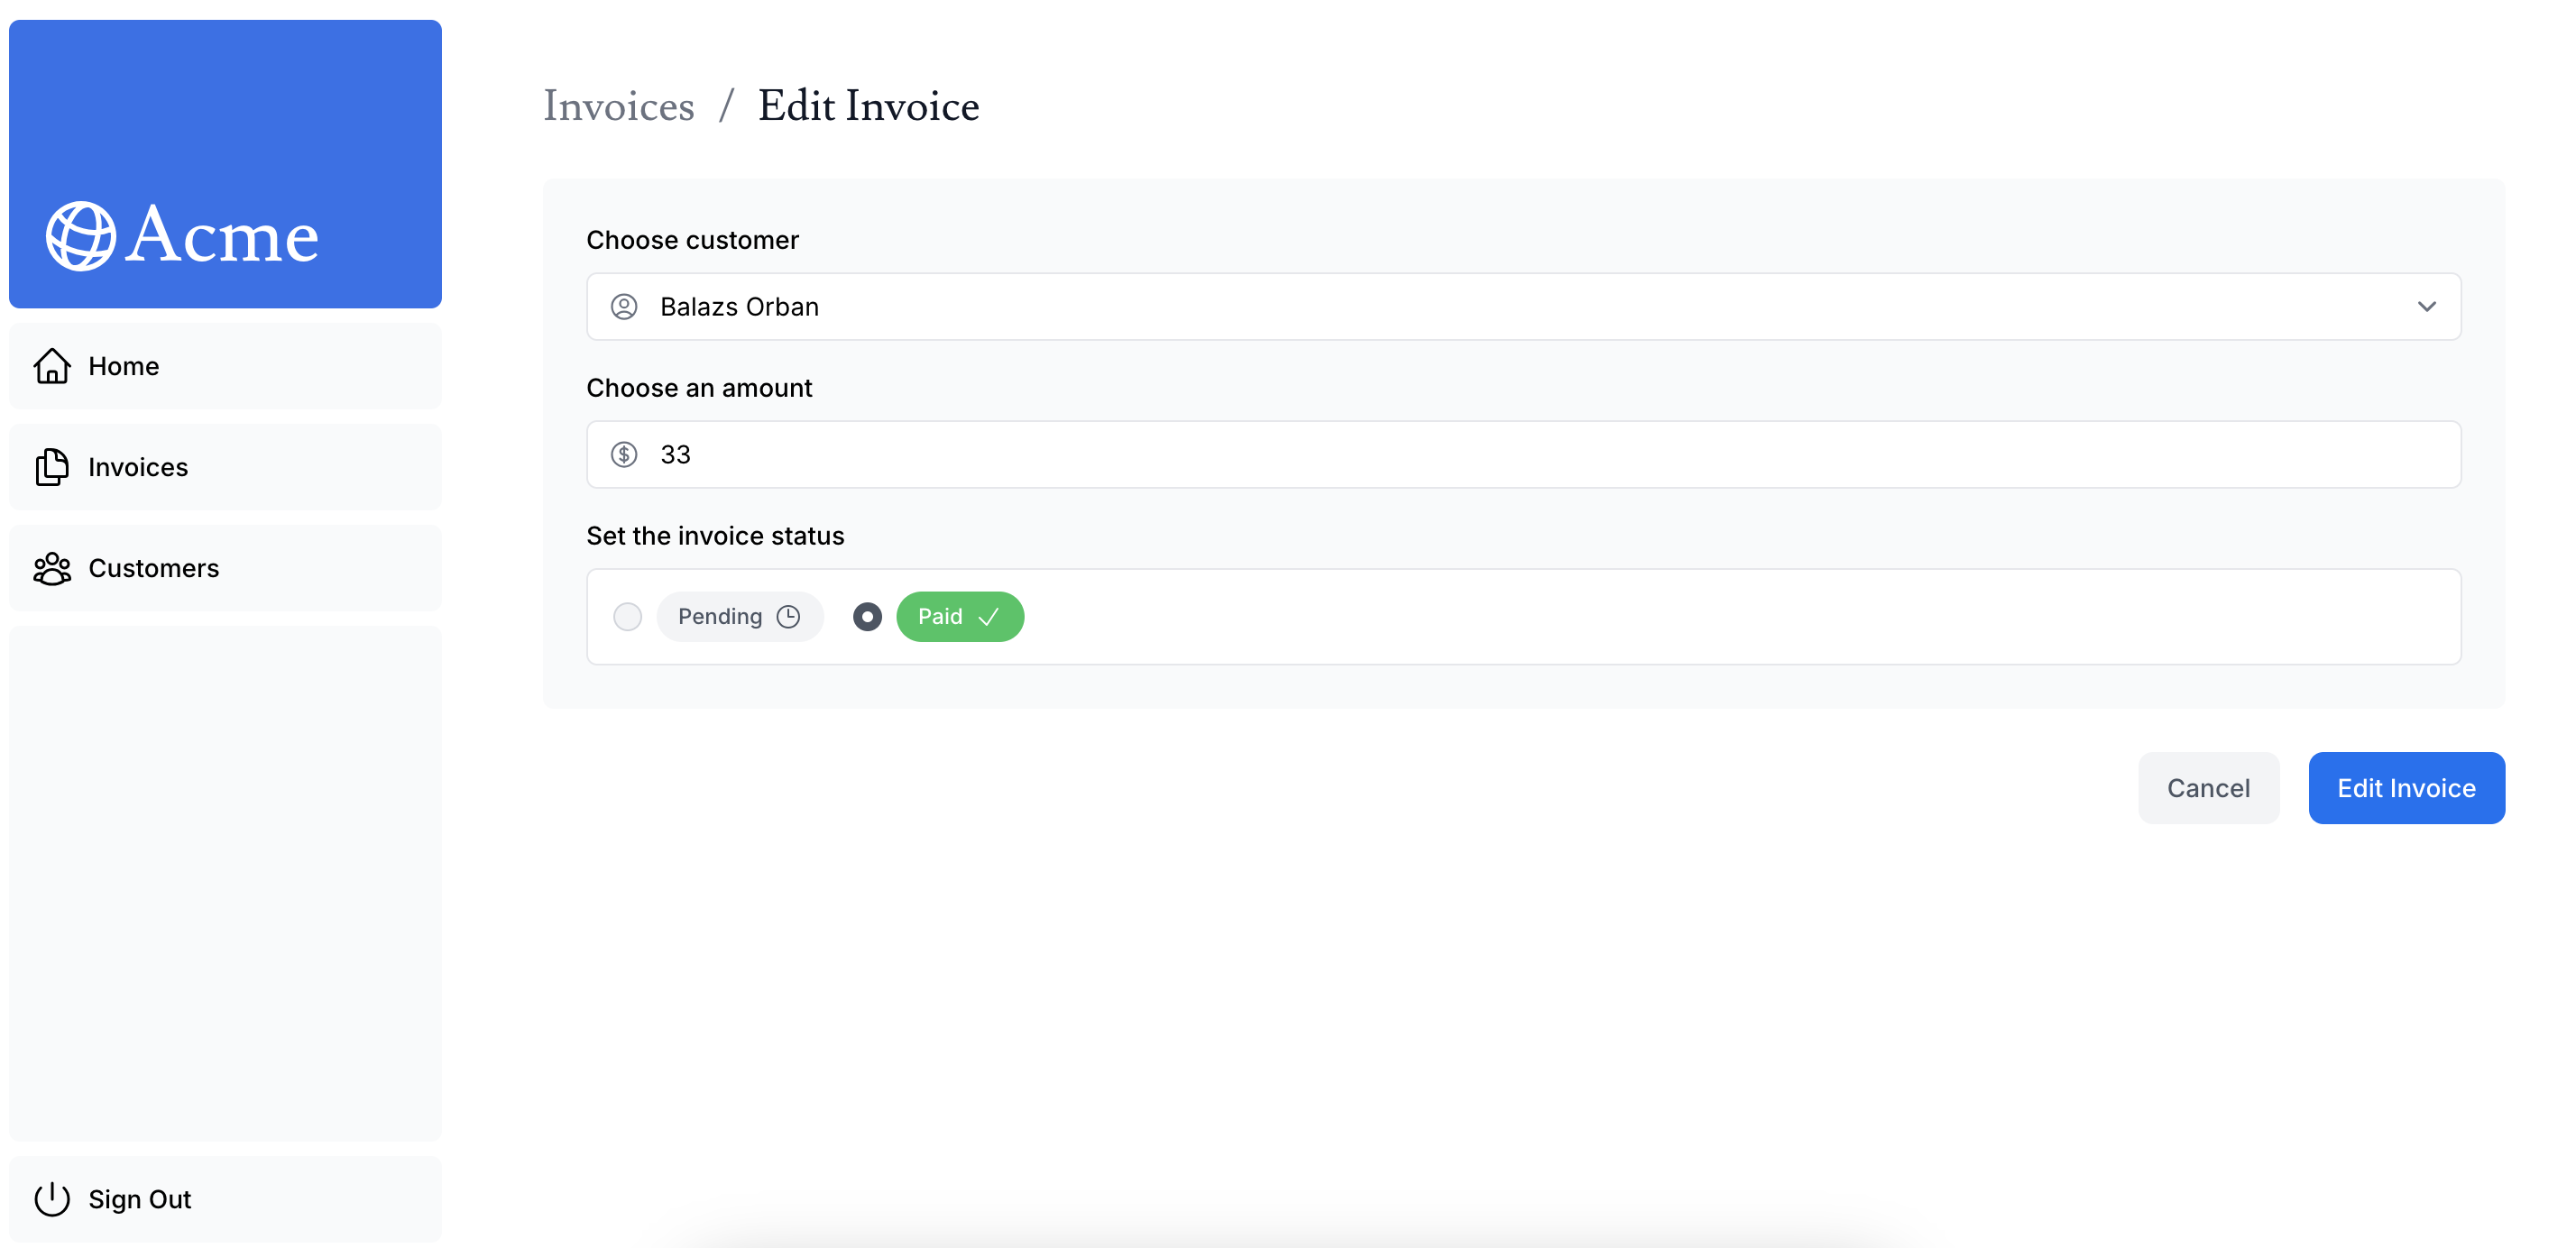 Acme
Home
Invoices
Customers
Sign Out
Invoices / Edit Invoice
Choose customer
Balazs Orban
Choose an amount
33
Set the invoice status
Pending
Paid
Cancel
Edit Invoice